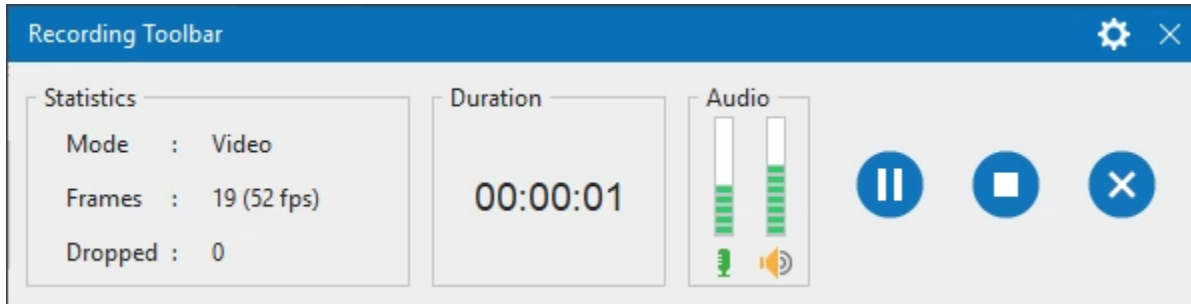 Recording Toolbar
Statistics
Mode : Video
Frames : 19 (52 fps)
Dropped : 0
Duration
00:00:01
Audio